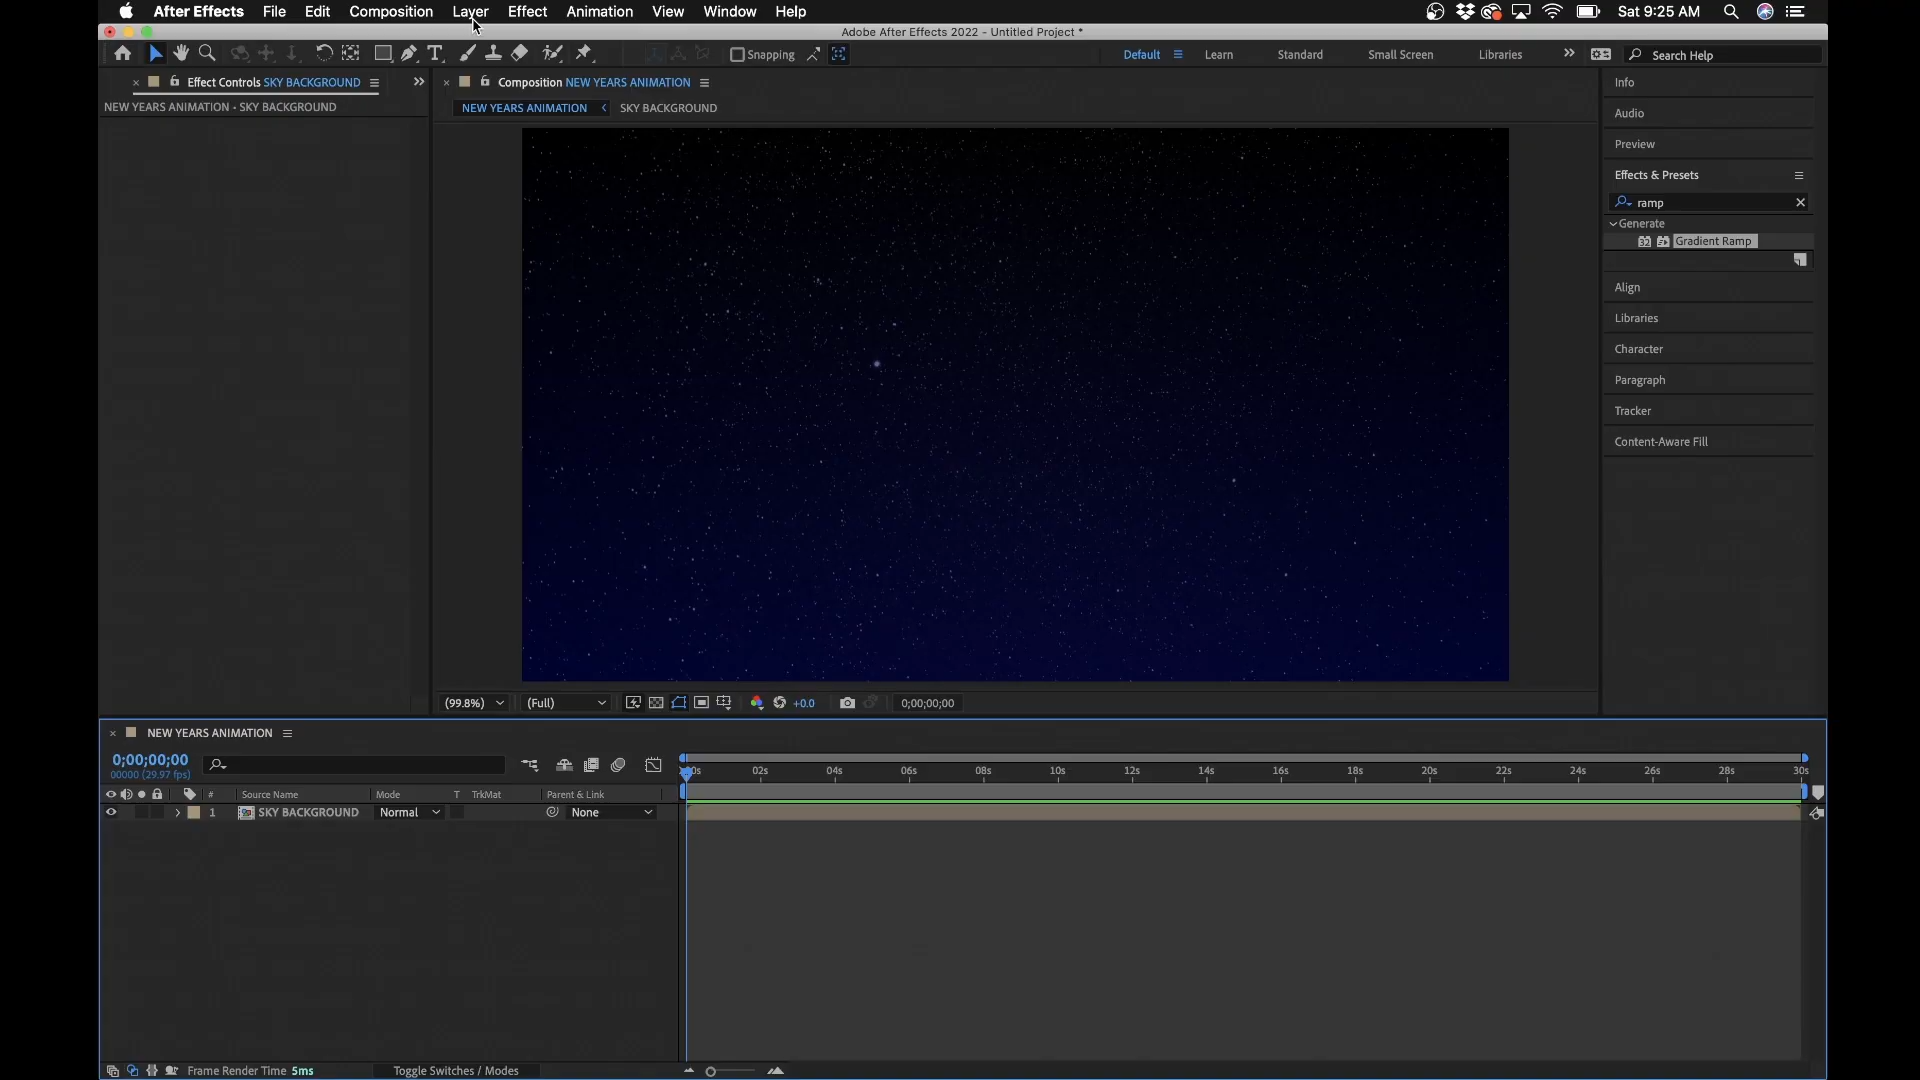 After Effects File Edit Composition Layer Effect Animation View Window Help Sat 9:25 AM
Adobe After Effects 2022 - Untitled Project *
Snapping Default Learn Standard Small Screen Libraries Search Help
Effect Controls SKY BACKGROUND
NEW YEARS ANIMATION • SKY BACKGROUND
Composition NEW YEARS ANIMATION
NEW YEARS ANIMATION SKY BACKGROUND
Info
Audio
Preview
Effects & Presets
ramp
Generate
32 Gradient Ramp
Align
Libraries
Character
Paragraph
Tracker
Content-Aware Fill
(99.8%) (Full) +0.0 0;00;00;00
NEW YEARS ANIMATION
0;00;00;00
00000 (29.97 fps)
02s 04s 06s 08s 10s 12s 14s 16s 18s 20s 22s 24s 26s 28s 30s
# Source Name Mode T TrkMat Parent & Link
1 SKY BACKGROUND Normal None
Frame Render Time 5ms Toggle Switches / Modes